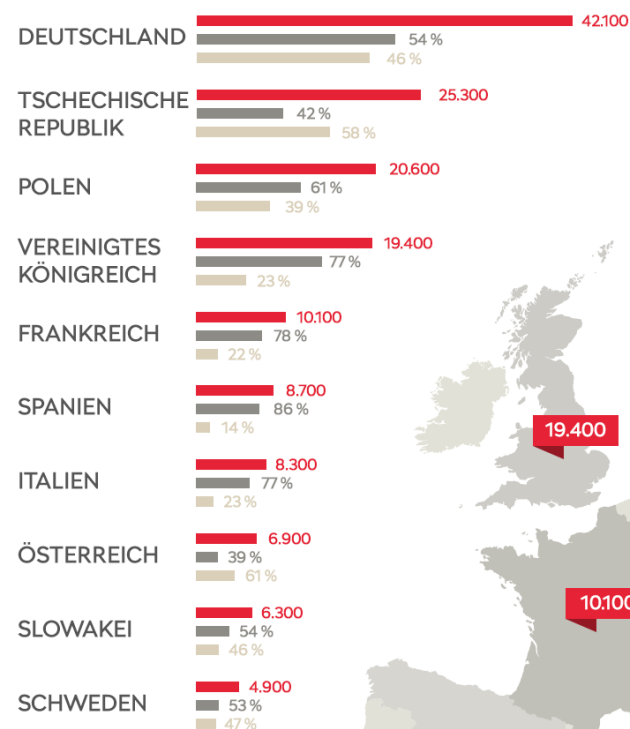 DEUTSCHLAND
42.100
54 %
46 %
TSCHECHISCHE
REPUBLIK
25.300
42 %
58 %
POLEN
20.600
61 %
39 %
VEREINIGTES
KÖNIGREICH
19.400
77 %
23 %
FRANKREICH
10.100
78 %
22 %
SPANIEN
8.700
86 %
14 %
ITALIEN
8.300
77 %
23 %
ÖSTERREICH
6.900
39 %
61 %
SLOWAKEI
6.300
54 %
46 %
SCHWEDEN
4.900
53 %
47 %
19.400
10.100